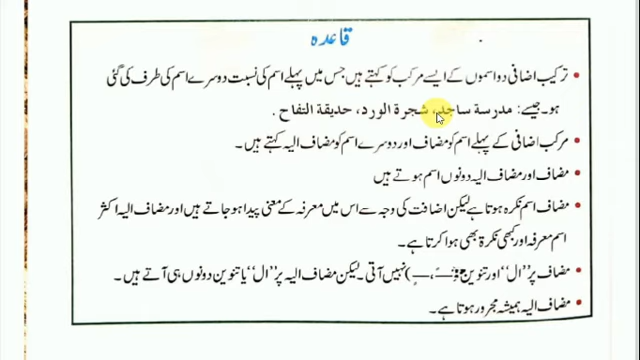 قاعدہ
ترکیب اضافی دو اسموں کے ایسے مرکب کو کہتے ہیں جس میں پہلے اسم کی نسبت دوسرے اسم کی طرف کی گئی
ہو۔ جیسے: مدرسة ساجد، شجرة الورد، حديقة التفاح .
مرکب اضافی کے پہلے اسم کو مضاف اور دوسرے اسم کو مضاف الیہ کہتے ہیں۔
مضاف اور مضاف الیہ دونوں اسم ہوتے ہیں
مضاف اسم نکرہ ہوتا ہے لیکن اضافت کی وجہ سے اس میں معرفہ کے معنی پیدا ہو جاتے ہیں اور مضاف الیہ اکثر
اسم معرفہ اور کبھی نکرۃ بھی ہوا کرتا ہے۔
مضاف پر ”ال“ اور تنوین نہیں آتی۔ لیکن مضاف الیہ پر ”ال“ یا تنوین دونوں ہی آتے ہیں۔
مضاف الیہ ہمیشہ مجرور ہوتا ہے۔